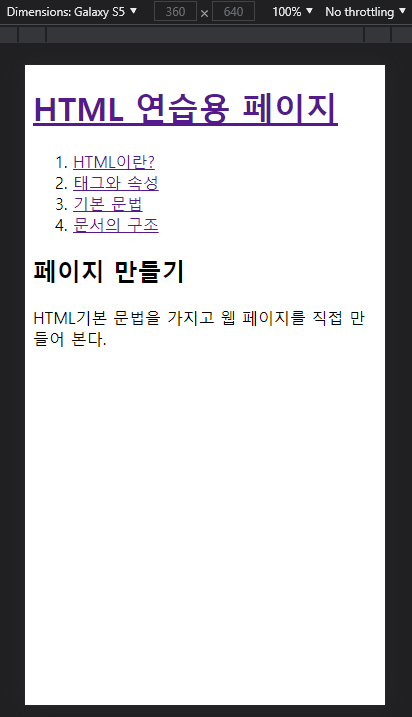 Dimensions: Galaxy S5 ▼ 360 × 640 100% ▼ No throttling ▼
HTML 연습용 페이지
1. HTML이란?
2. 태그와 속성
3. 기본 문법
4. 문서의 구조
페이지 만들기
HTML기본 문법을 가지고 웹 페이지를 직접 만
들어 본다.